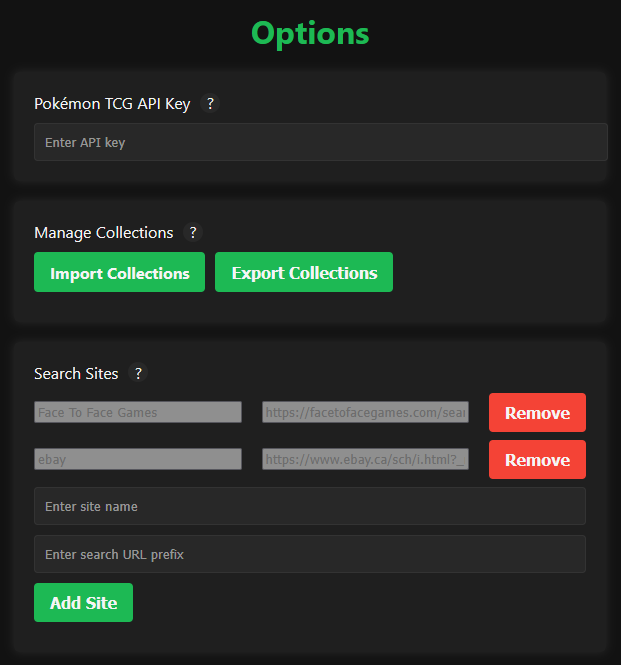 Options
Pokémon TCG API Key ?
Enter API key
Manage Collections ?
Import Collections Export Collections
Search Sites ?
Face To Face Games https://facetofacegames.com/sear Remove
ebay https://www.ebay.ca/sch/i.html?_ Remove
Enter site name
Enter search URL prefix
Add Site